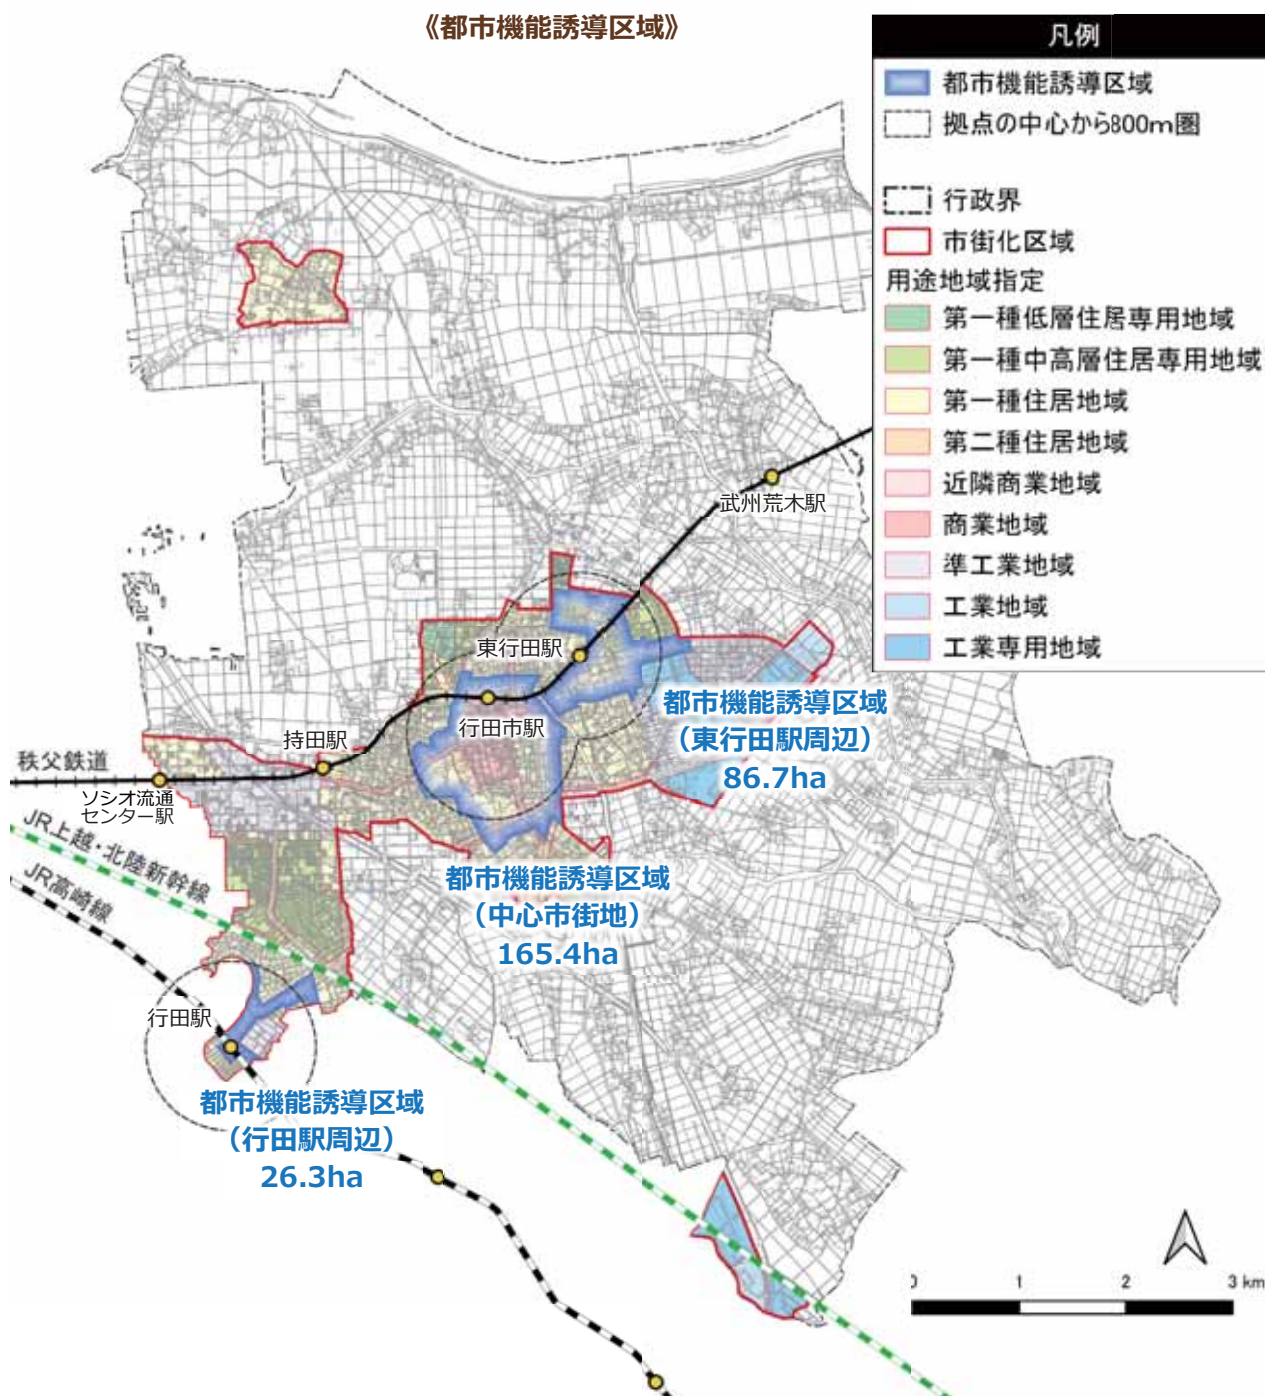 《都市機能誘導区域》
凡例
都市機能誘導区域
拠点の中心から800m圏
行政界
市街化区域
用途地域指定
第一種低層住居専用地域
第一種中高層住居専用地域
第一種住居地域
第二種住居地域
近隣商業地域
商業地域
準工業地域
工業地域
工業専用地域
武州荒木駅
東行田駅
行田市駅
持田駅
秩父鉄道
ソシオ流通
センター駅
都市機能誘導区域
（東行田駅周辺）
86.7ha
JR上越・北陸新幹線
JR高崎線
都市機能誘導区域
（中心市街地）
165.4ha
行田駅
都市機能誘導区域
（行田駅周辺）
26.3ha
0 1 2 3 km